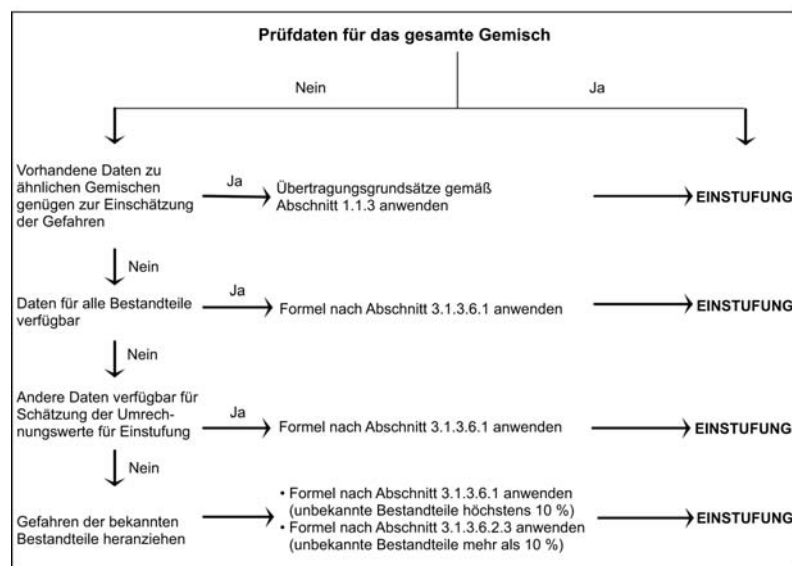 Prüfdaten für das gesamte Gemisch
Nein
Ja
Vorhandene Daten zu
ähnlichen Gemischen
genügen zur Einschätzung
der Gefahren
Ja
Übertragungsgrundsätze gemäß
Abschnitt 1.1.3 anwenden
EINSTUFUNG
Nein
Daten für alle Bestandteile
verfügbar
Ja
Formel nach Abschnitt 3.1.3.6.1 anwenden
EINSTUFUNG
Nein
Andere Daten verfügbar für
Schätzung der Umrech-
nungswerte für Einstufung
Ja
Formel nach Abschnitt 3.1.3.6.1 anwenden
EINSTUFUNG
Nein
Gefahren der bekannten
Bestandteile heranziehen
• Formel nach Abschnitt 3.1.3.6.1 anwenden
(unbekannte Bestandteile höchstens 10 %)
• Formel nach Abschnitt 3.1.3.6.2.3 anwenden
(unbekannte Bestandteile mehr als 10 %)
EINSTUFUNG